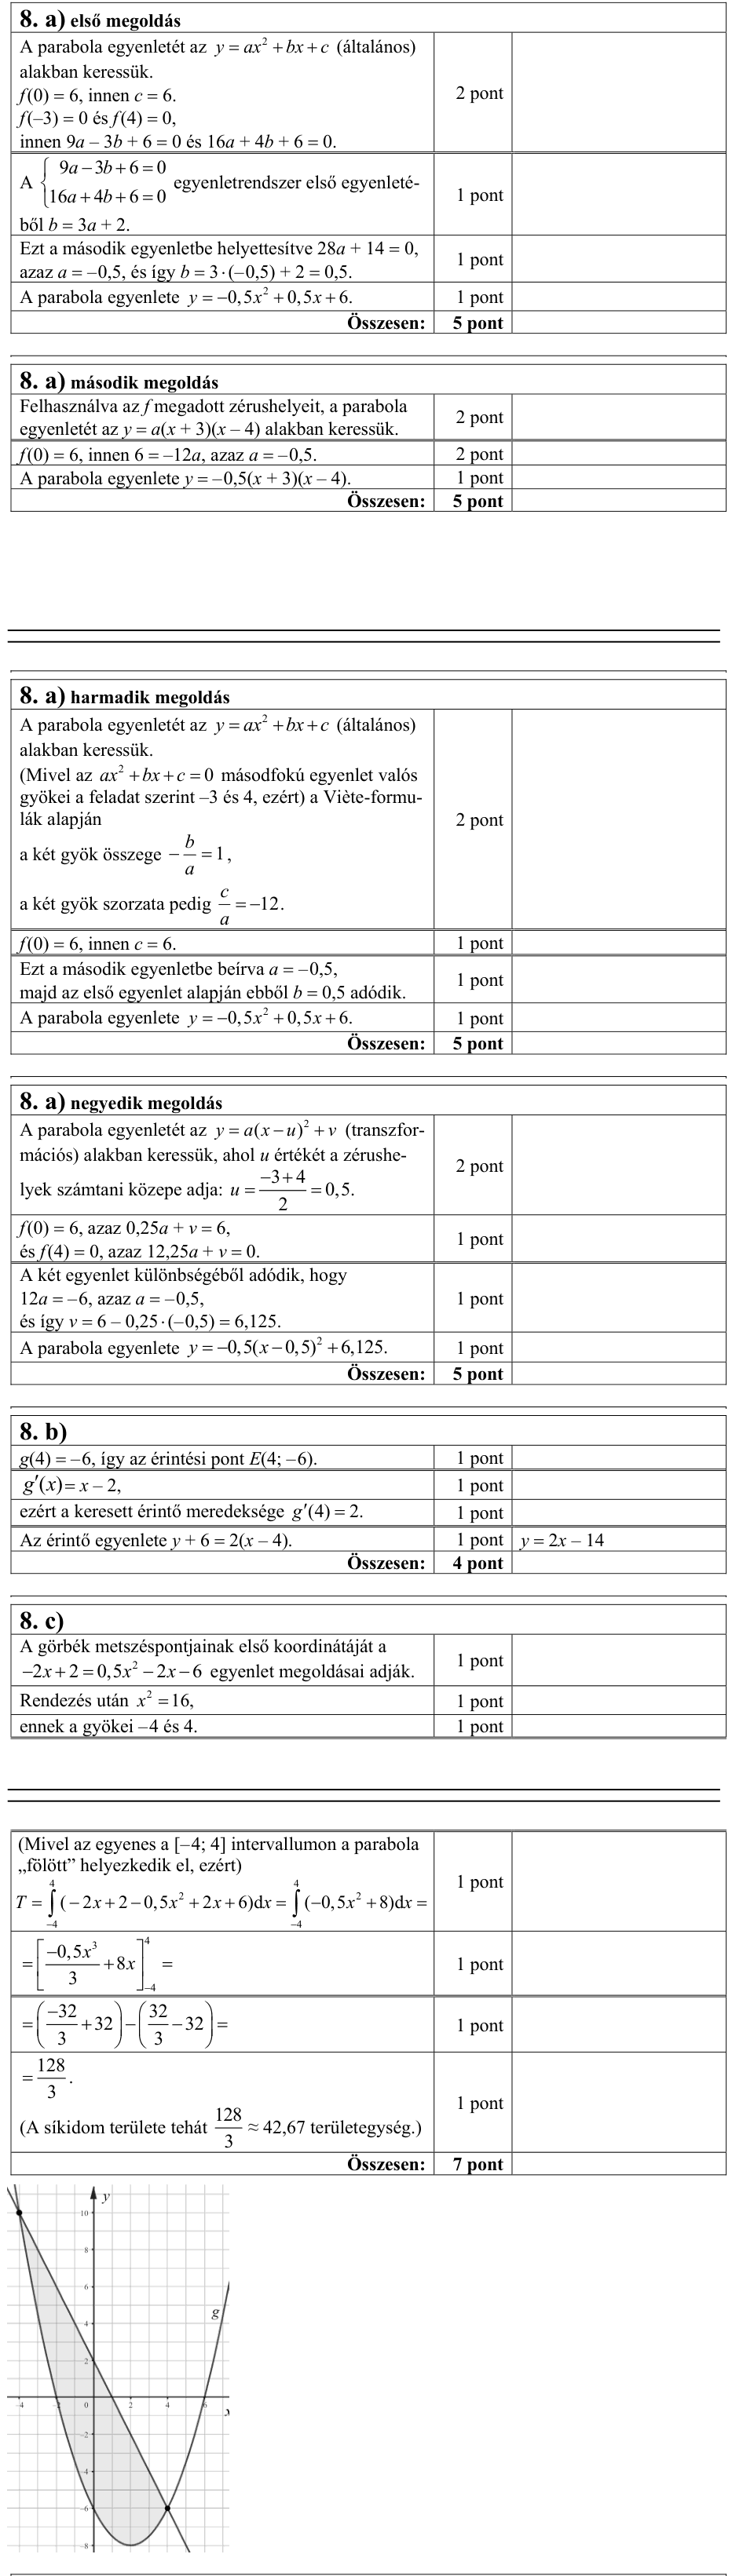 8. a) első megoldás
A parabola egyenletét az y = ax² + bx + c (általános)
alakban keressük.
f(0) = 6, innen c = 6.
f(–3) = 0 és f(4) = 0,
innen 9a – 3b + 6 = 0 és 16a + 4b + 6 = 0.
2 pont
A { 9a – 3b + 6 = 0
16a + 4b + 6 = 0 egyenletrendszer első egyenleté-
ből b = 3a + 2.
1 pont
Ezt a második egyenletbe helyettesítve 28a + 14 = 0,
azaz a = –0,5, és így b = 3·(–0,5) + 2 = 0,5.
1 pont
A parabola egyenlete y = –0,5x² + 0,5x + 6.
1 pont
Összesen: 5 pont
8. a) második megoldás
Felhasználva az f megadott zérushelyeit, a parabola
egyenletét az y = a(x + 3)(x – 4) alakban keressük.
2 pont
f(0) = 6, innen 6 = –12a, azaz a = –0,5.
2 pont
A parabola egyenlete y = –0,5(x + 3)(x – 4).
1 pont
Összesen: 5 pont
8. a) harmadik megoldás
A parabola egyenletét az y = ax² + bx + c (általános)
alakban keressük.
(Mivel az ax² + bx + c = 0 másodfokú egyenlet valós
gyökei a feladat szerint –3 és 4, ezért) a Viète-formu-
lák alapján
a két gyök összege –b/a = 1,
a két gyök szorzata pedig c/a = –12.
2 pont
f(0) = 6, innen c = 6.
1 pont
Ezt a második egyenletbe beírva a = –0,5,
majd az első egyenlet alapján ebből b = 0,5 adódik.
1 pont
A parabola egyenlete y = –0,5x² + 0,5x + 6.
1 pont
Összesen: 5 pont
8. a) negyedik megoldás
A parabola egyenletét az y = a(x – u)² + v (transzfor-
mációs) alakban keressük, ahol u értékét a zérushe-
lyek számtani közepe adja: u = (–3+4)/2 = 0,5.
2 pont
f(0) = 6, azaz 0,25a + v = 6,
és f(4) = 0, azaz 12,25a + v = 0.
1 pont
A két egyenlet különbségéből adódik, hogy
12a = –6, azaz a = –0,5,
és így v = 6 – 0,25·(–0,5) = 6,125.
1 pont
A parabola egyenlete y = –0,5(x – 0,5)² + 6,125.
1 pont
Összesen: 5 pont
8. b)
g(4) = –6, így az érintési pont E(4; –6).
1 pont
g′(x) = x – 2,
1 pont
ezért a keresett érintő meredeksége g′(4) = 2.
1 pont
Az érintő egyenlete y + 6 = 2(x – 4).
1 pont
y = 2x – 14
Összesen: 4 pont
8. c)
A görbék metszéspontjainak első koordinátáját a
–2x + 2 = 0,5x² – 2x – 6 egyenlet megoldásai adják.
1 pont
Rendezés után x² = 16,
1 pont
ennek a gyökei –4 és 4.
1 pont
(Mivel az egyenes a [–4; 4] intervallumon a parabola
„fölött” helyezkedik el, ezért)
T = ∫₋₄⁴ (–2x + 2 – 0,5x² + 2x + 6)dx = ∫₋₄⁴ (–0,5x² + 8)dx =
1 pont
= [–0,5x³/3 + 8x]₋₄⁴ =
1 pont
= (–32/3 + 32) – (32/3 – 32) =
1 pont
= 128/3.
(A síkidom területe tehát 128/3 ≈ 42,67 területegység.)
1 pont
Összesen: 7 pont
y
10
8
6
g
4
2
-4 0 2 4 6
x
-2
-4
-6
-8